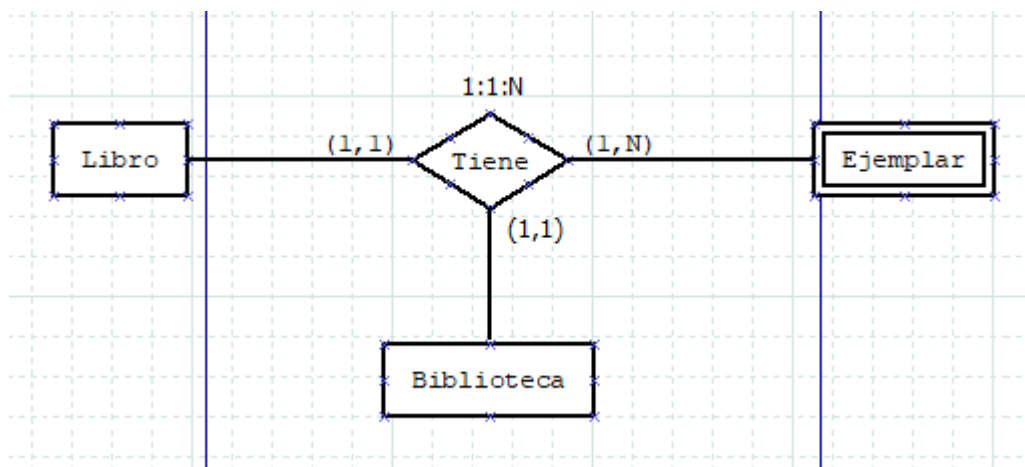 1:1:N
Libro
(1,1)
Tiene
(1,N)
Ejemplar
(1,1)
Biblioteca